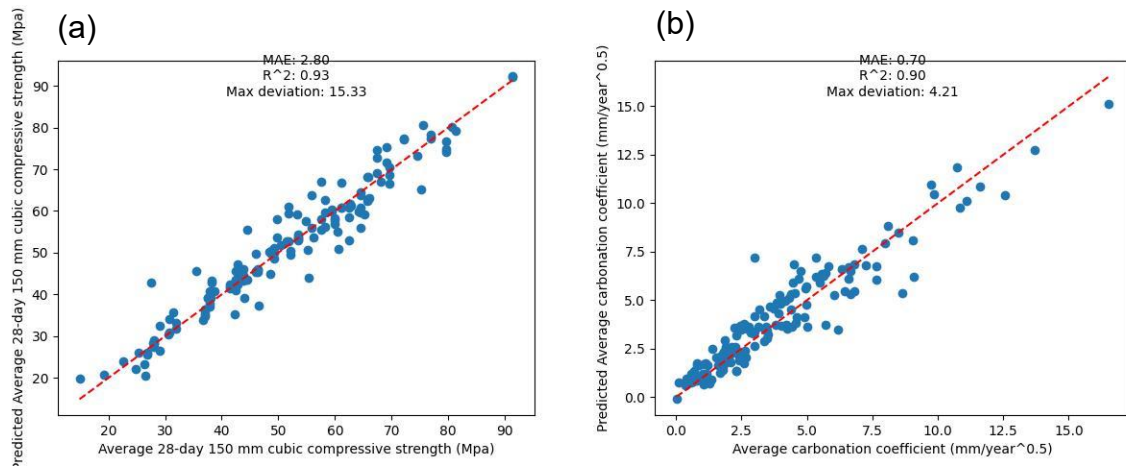 (a)
Predicted Average 28-day 150 mm cubic compressive strength (Mpa)
MAE: 2.80
R^2: 0.93
Max deviation: 15.33
90
80
70
60
50
40
30
20
20 30 40 50 60 70 80 90
Average 28-day 150 mm cubic compressive strength (Mpa)
(b)
Predicted Average carbonation coefficient (mm/year^0.5)
MAE: 0.70
R^2: 0.90
Max deviation: 4.21
15.0
12.5
10.0
7.5
5.0
2.5
0.0
0.0 2.5 5.0 7.5 10.0 12.5 15.0
Average carbonation coefficient (mm/year^0.5)